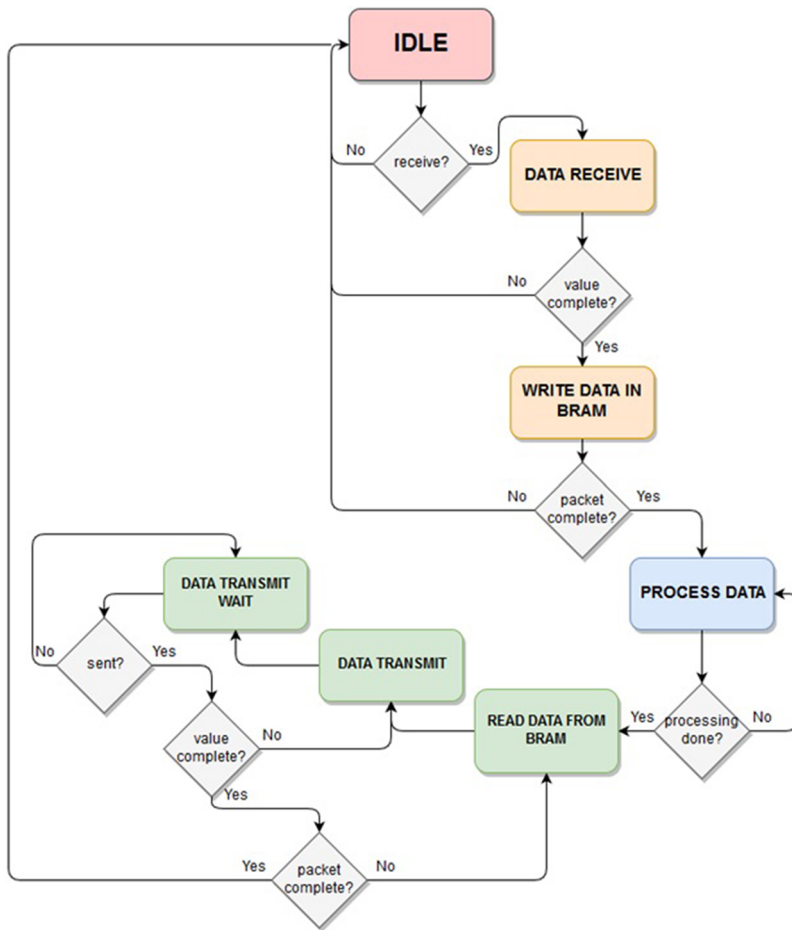 IDLE
No
receive?
Yes
DATA RECEIVE
No
value
complete?
Yes
WRITE DATA IN
BRAM
No
packet
complete?
Yes
DATA TRANSMIT
WAIT
PROCESS DATA
No
sent?
Yes
DATA TRANSMIT
value
complete?
No
READ DATA FROM
BRAM
Yes
processing
done?
No
Yes
Yes
packet
complete?
No